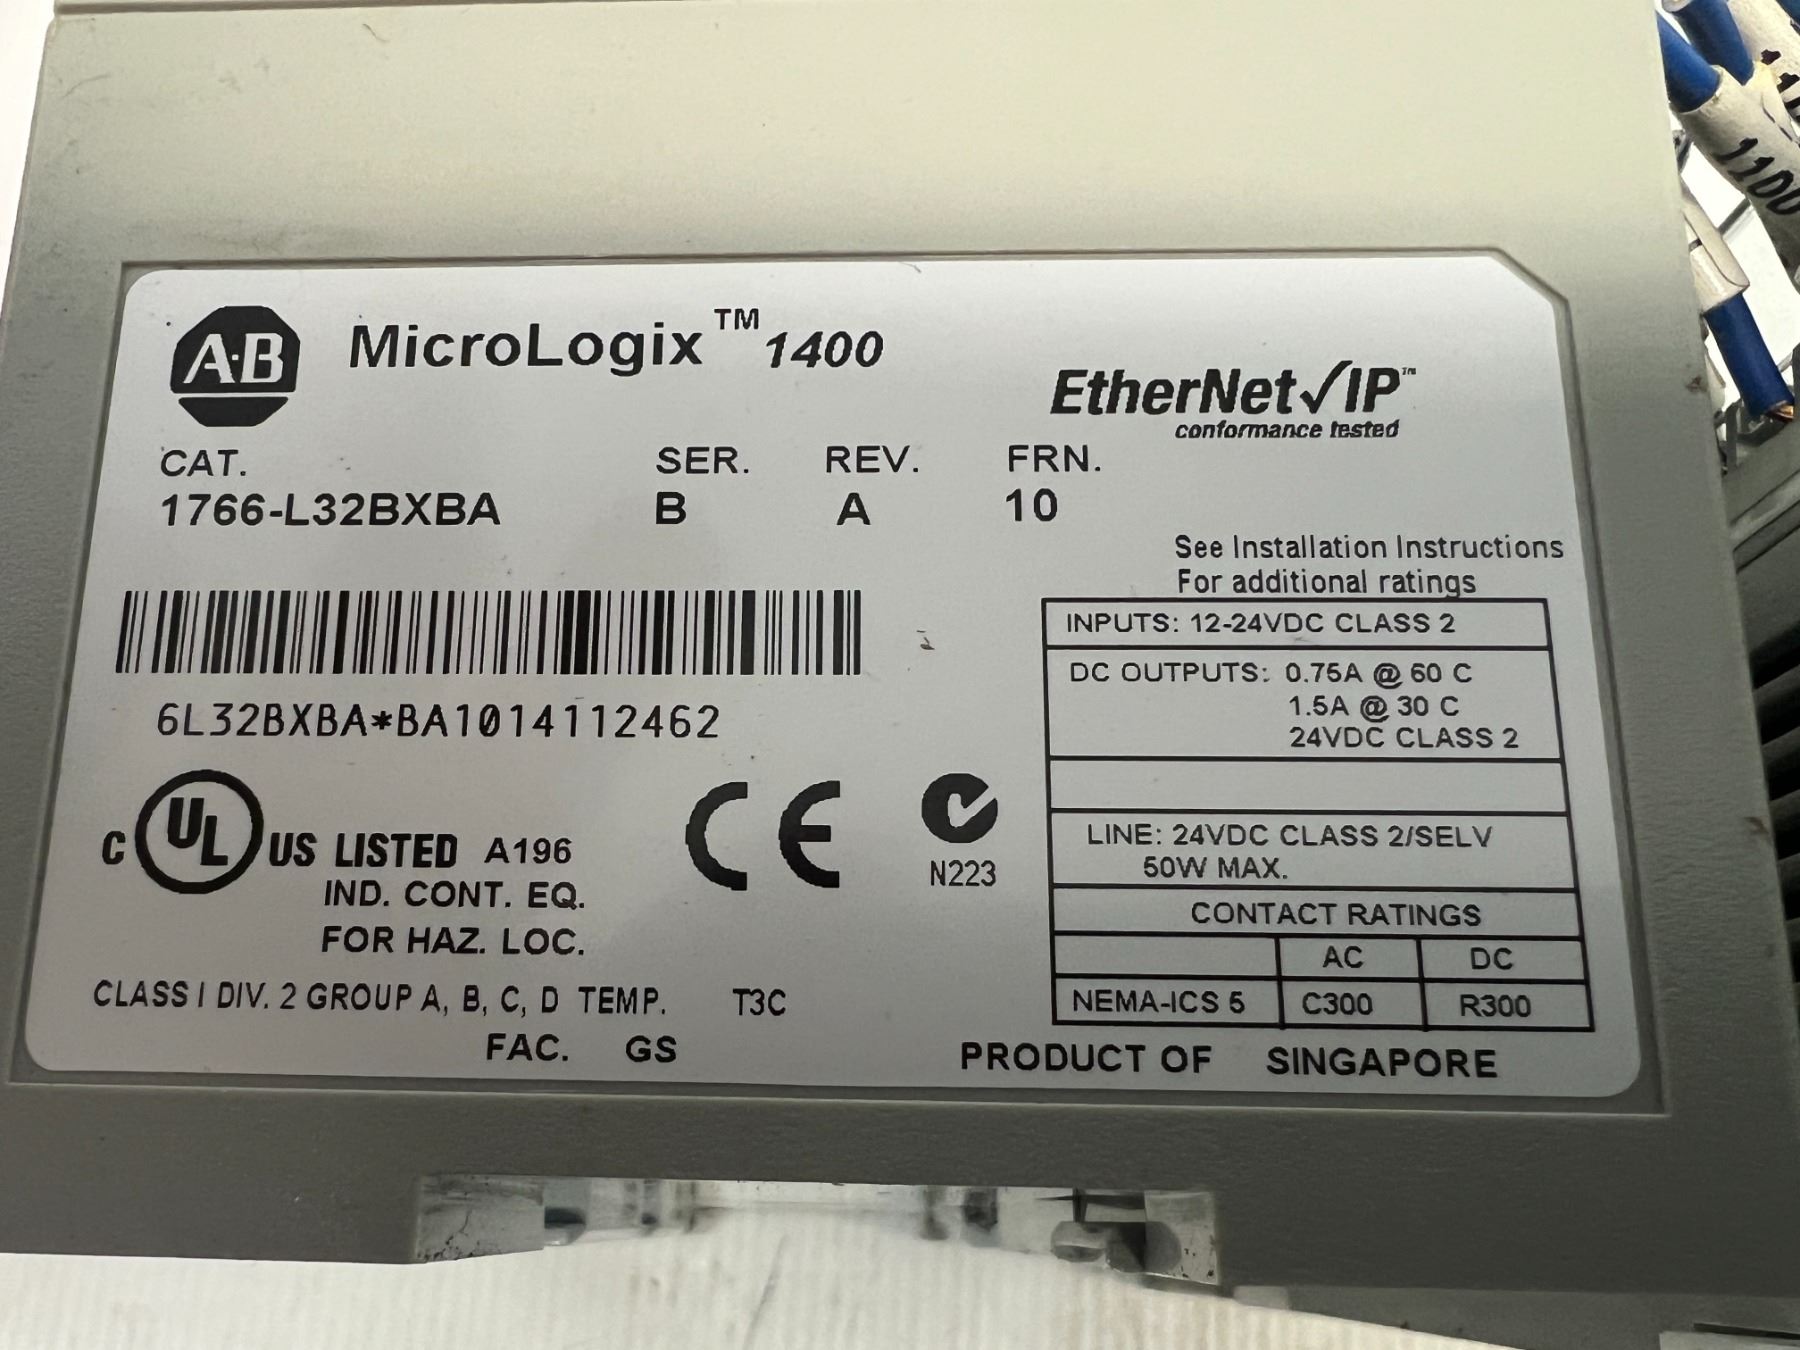 A·B MicroLogix™ 1400
EtherNet/IP™
conformance tested
CAT. SER. REV. FRN.
1766-L32BXBA B A 10
See Installation Instructions
For additional ratings
6L32BXBA*BA1014112462
INPUTS: 12-24VDC CLASS 2
DC OUTPUTS: 0.75A @ 60 C
1.5A @ 30 C
24VDC CLASS 2
LINE: 24VDC CLASS 2/SELV
50W MAX.
CONTACT RATINGS
AC DC
NEMA-ICS 5 C300 R300
C UL US LISTED A196
IND. CONT. EQ.
FOR HAZ. LOC.
CE
N223
CLASS I DIV. 2 GROUP A, B, C, D TEMP. T3C
FAC. GS
PRODUCT OF SINGAPORE
1100